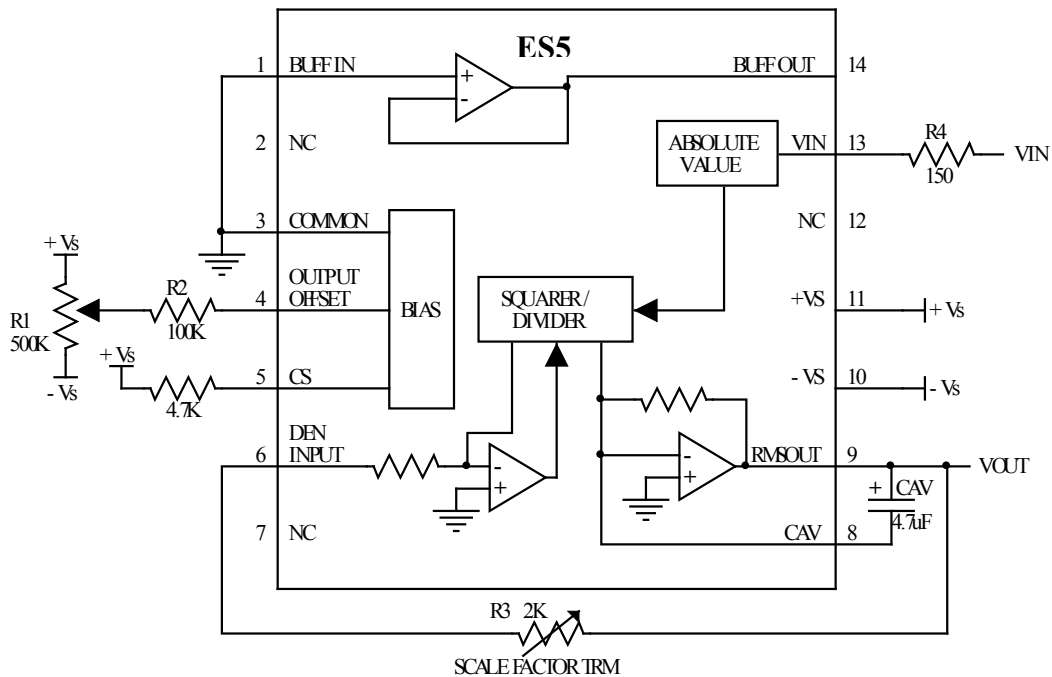 ES5
1 BUFF IN
BUFF OUT 14
2 NC
ABSOLUTE
VALUE
VIN 13
R4
150
VIN
3 COMMON
NC 12
+ Vs
OUTPUT
4 OFFSET
R2
100K
R1
500K
BIAS
SQUARER /
DIVIDER
+VS 11
+ Vs
+ Vs
- Vs
5 CS
4.7K
- VS 10
- Vs
DEN
6 INPUT
+
-
-
+
-
+
RMSOUT 9
VOUT
+ CAV
4.7uF
7 NC
CAV 8
R3 2K
SCALE FACTOR TRM